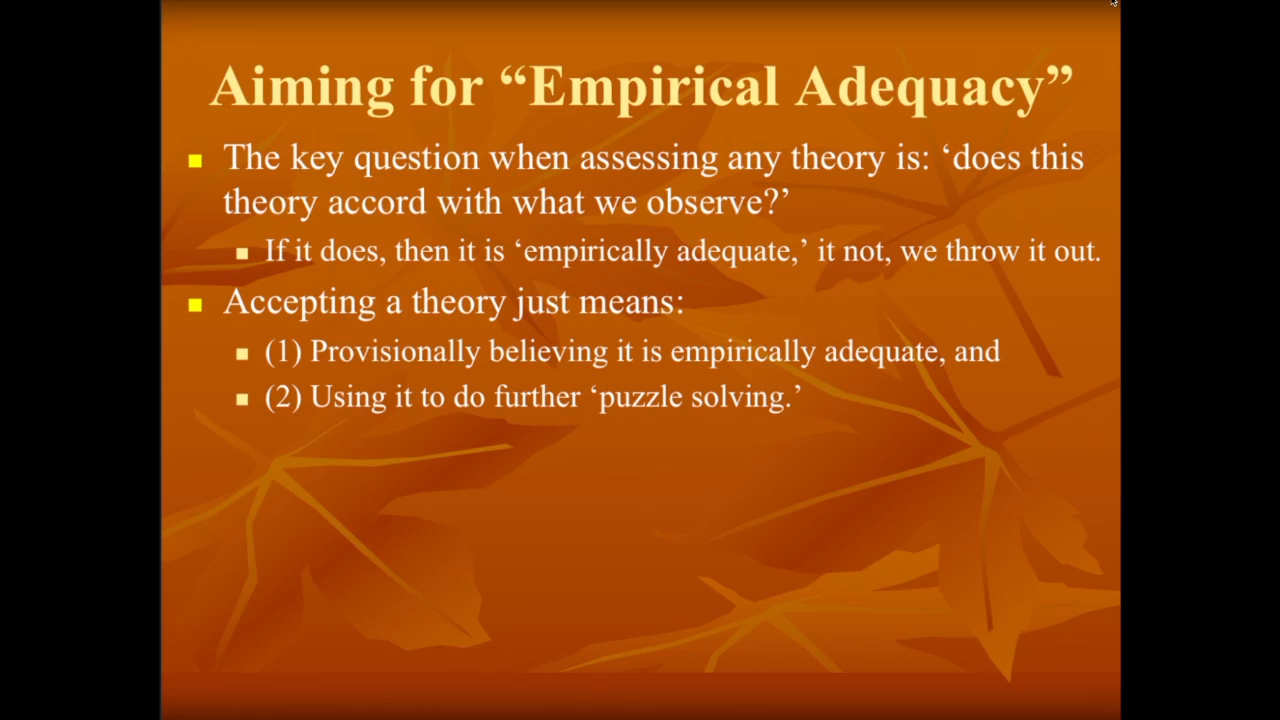 Aiming for “Empirical Adequacy”
The key question when assessing any theory is: ‘does this
theory accord with what we observe?’
If it does, then it is ‘empirically adequate,’ it not, we throw it out.
Accepting a theory just means:
(1) Provisionally believing it is empirically adequate, and
(2) Using it to do further ‘puzzle solving.’